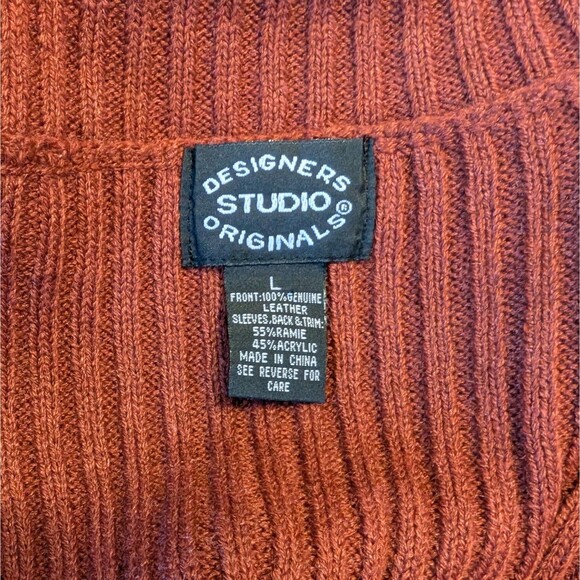 DESIGNERS
STUDIO
ORIGINALS®
L
FRONT:100%GENUINE
LEATHER
SLEEVES,BACK&TRIM:
55%RAMIE
45%ACRYLIC
MADE IN CHINA
SEE REVERSE FOR
CARE